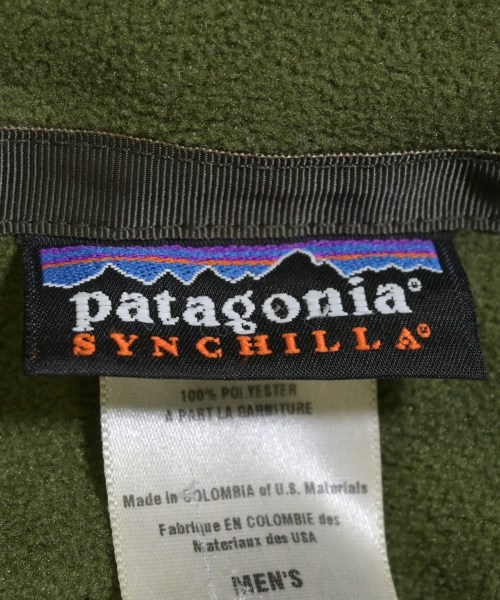 patagonia®
SYNCHILLA®
100% POLYESTER
A PART LA GARNITURE
Made in COLOMBIA of U.S. Materials
Fabrique EN COLOMBIE des
Materiaux des USA
MEN'S